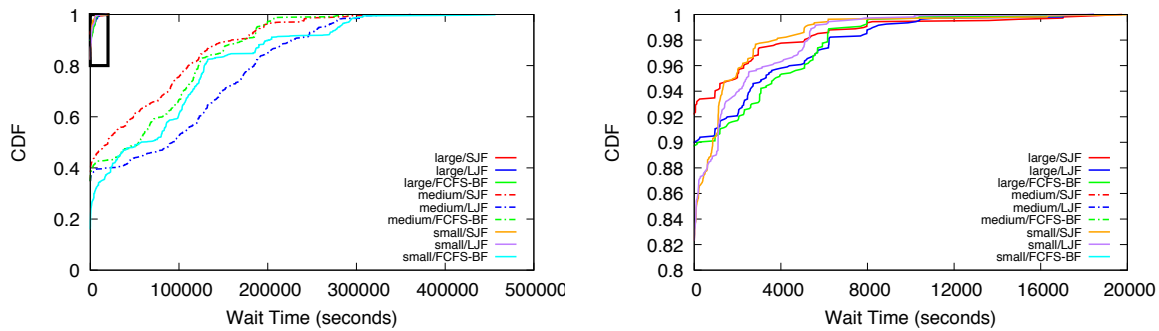 1
0.8
0.6
0.4
0.2
0
CDF
0
100000
200000
300000
400000
50000
Wait Time (seconds)
large/SJF
large/LJF
large/FCFS-BF
medium/SJF
medium/LJF
medium/FCFS-BF
small/SJF
small/LJF
small/FCFS-BF
1
0.98
0.96
0.94
0.92
0.9
0.88
0.86
0.84
0.82
0.8
CDF
0
4000
8000
12000
16000
20000
Wait Time (seconds)
large/SJF
large/LJF
large/FCFS-BF
medium/SJF
medium/LJF
medium/FCFS-BF
small/SJF
small/LJF
small/FCFS-BF